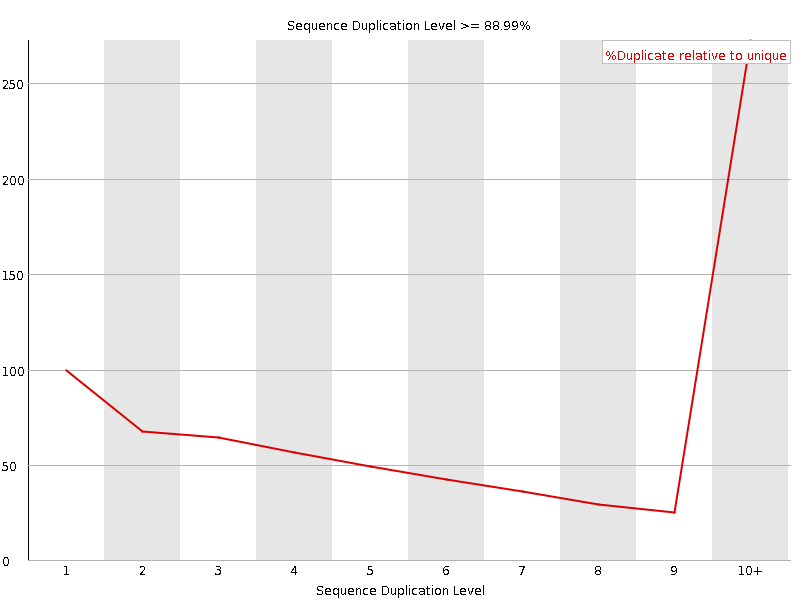 Sequence Duplication Level >= 88.99%
%Duplicate relative to unique
250
200
150
100
50
0
1 2 3 4 5 6 7 8 9 10+
Sequence Duplication Level